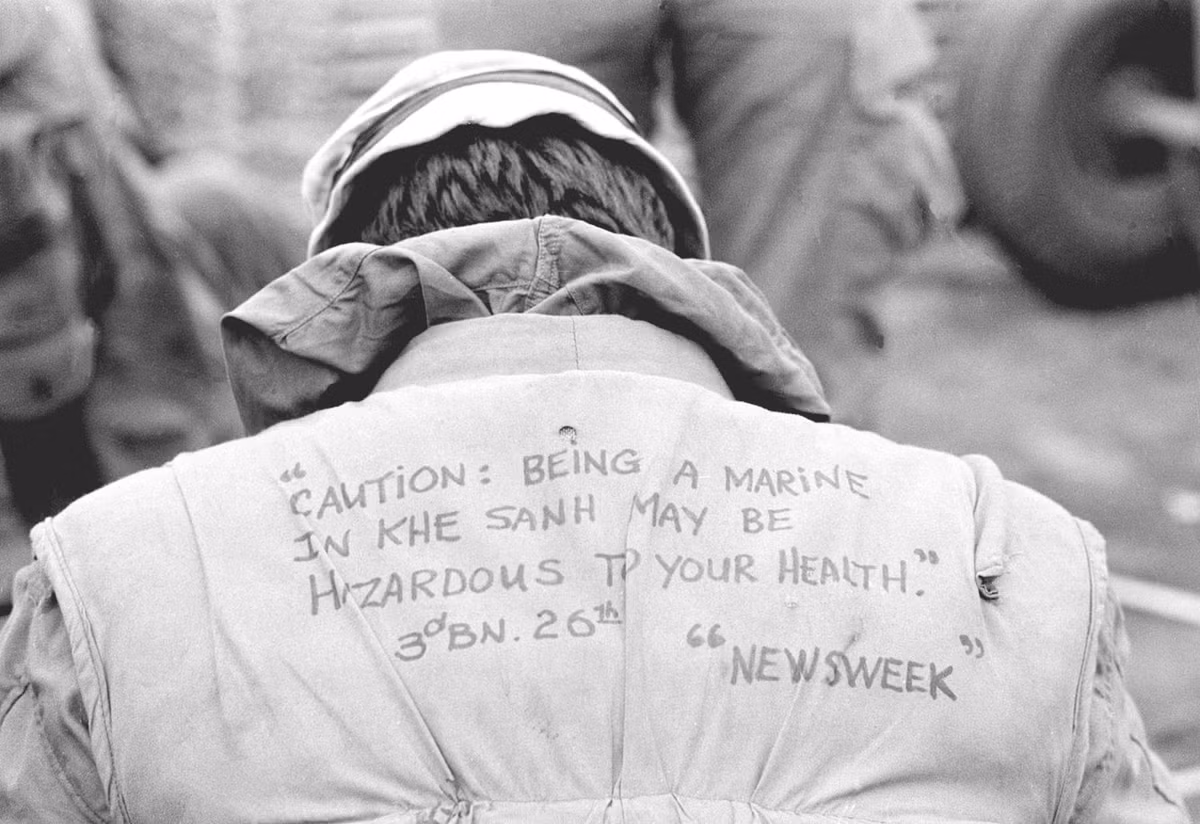 “CAUTION: BEING A MARINE
IN KHE SANH MAY BE
HAZARDOUS TO YOUR HEALTH.”
3d BN. 26th
“NEWSWEEK”